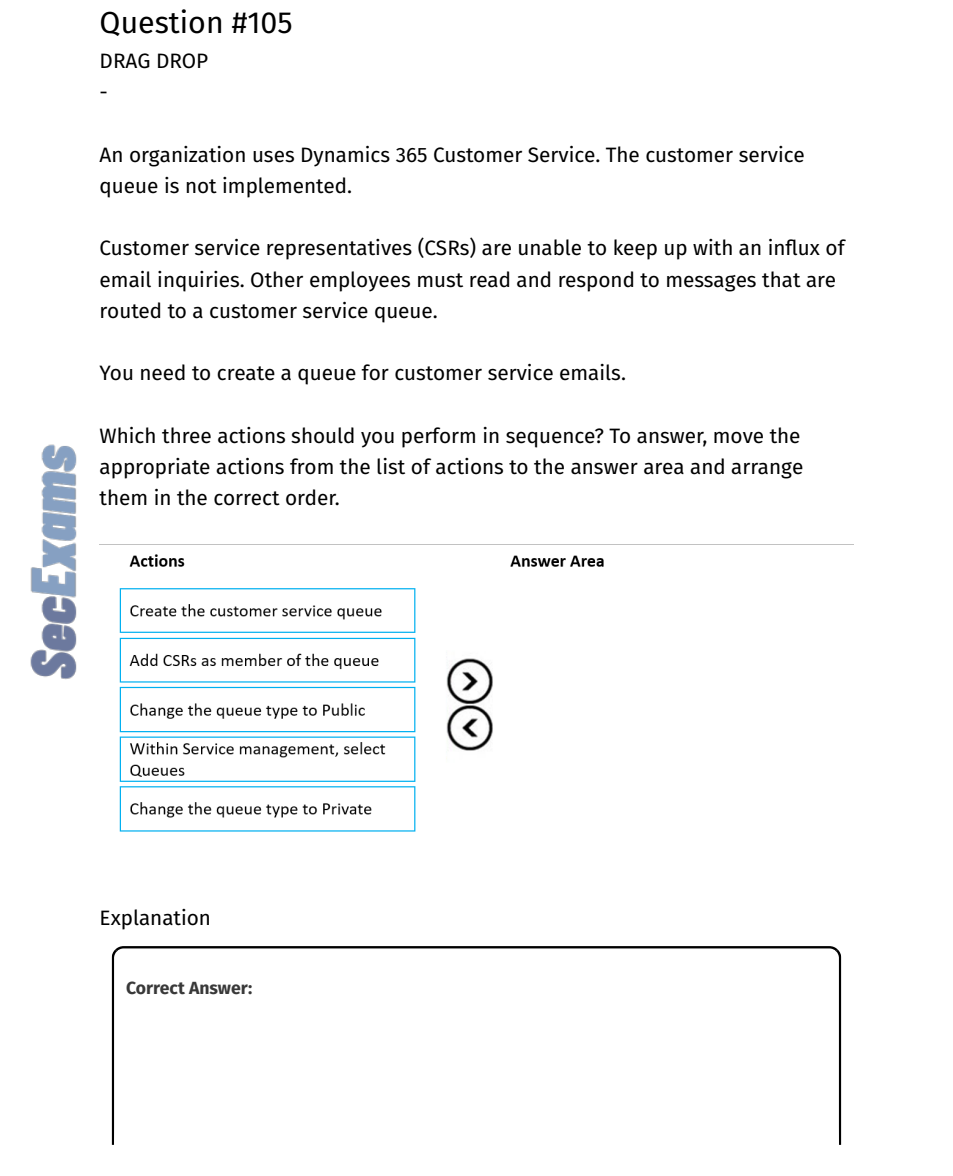 Question #105
DRAG DROP
-
An organization uses Dynamics 365 Customer Service. The customer service
queue is not implemented.
Customer service representatives (CSRs) are unable to keep up with an influx of
email inquiries. Other employees must read and respond to messages that are
routed to a customer service queue.
You need to create a queue for customer service emails.
Which three actions should you perform in sequence? To answer, move the
appropriate actions from the list of actions to the answer area and arrange
them in the correct order.
SecExams
Actions
Answer Area
Create the customer service queue
Add CSRs as member of the queue
Change the queue type to Public
Within Service management, select
Queues
Change the queue type to Private
Explanation
Correct Answer: